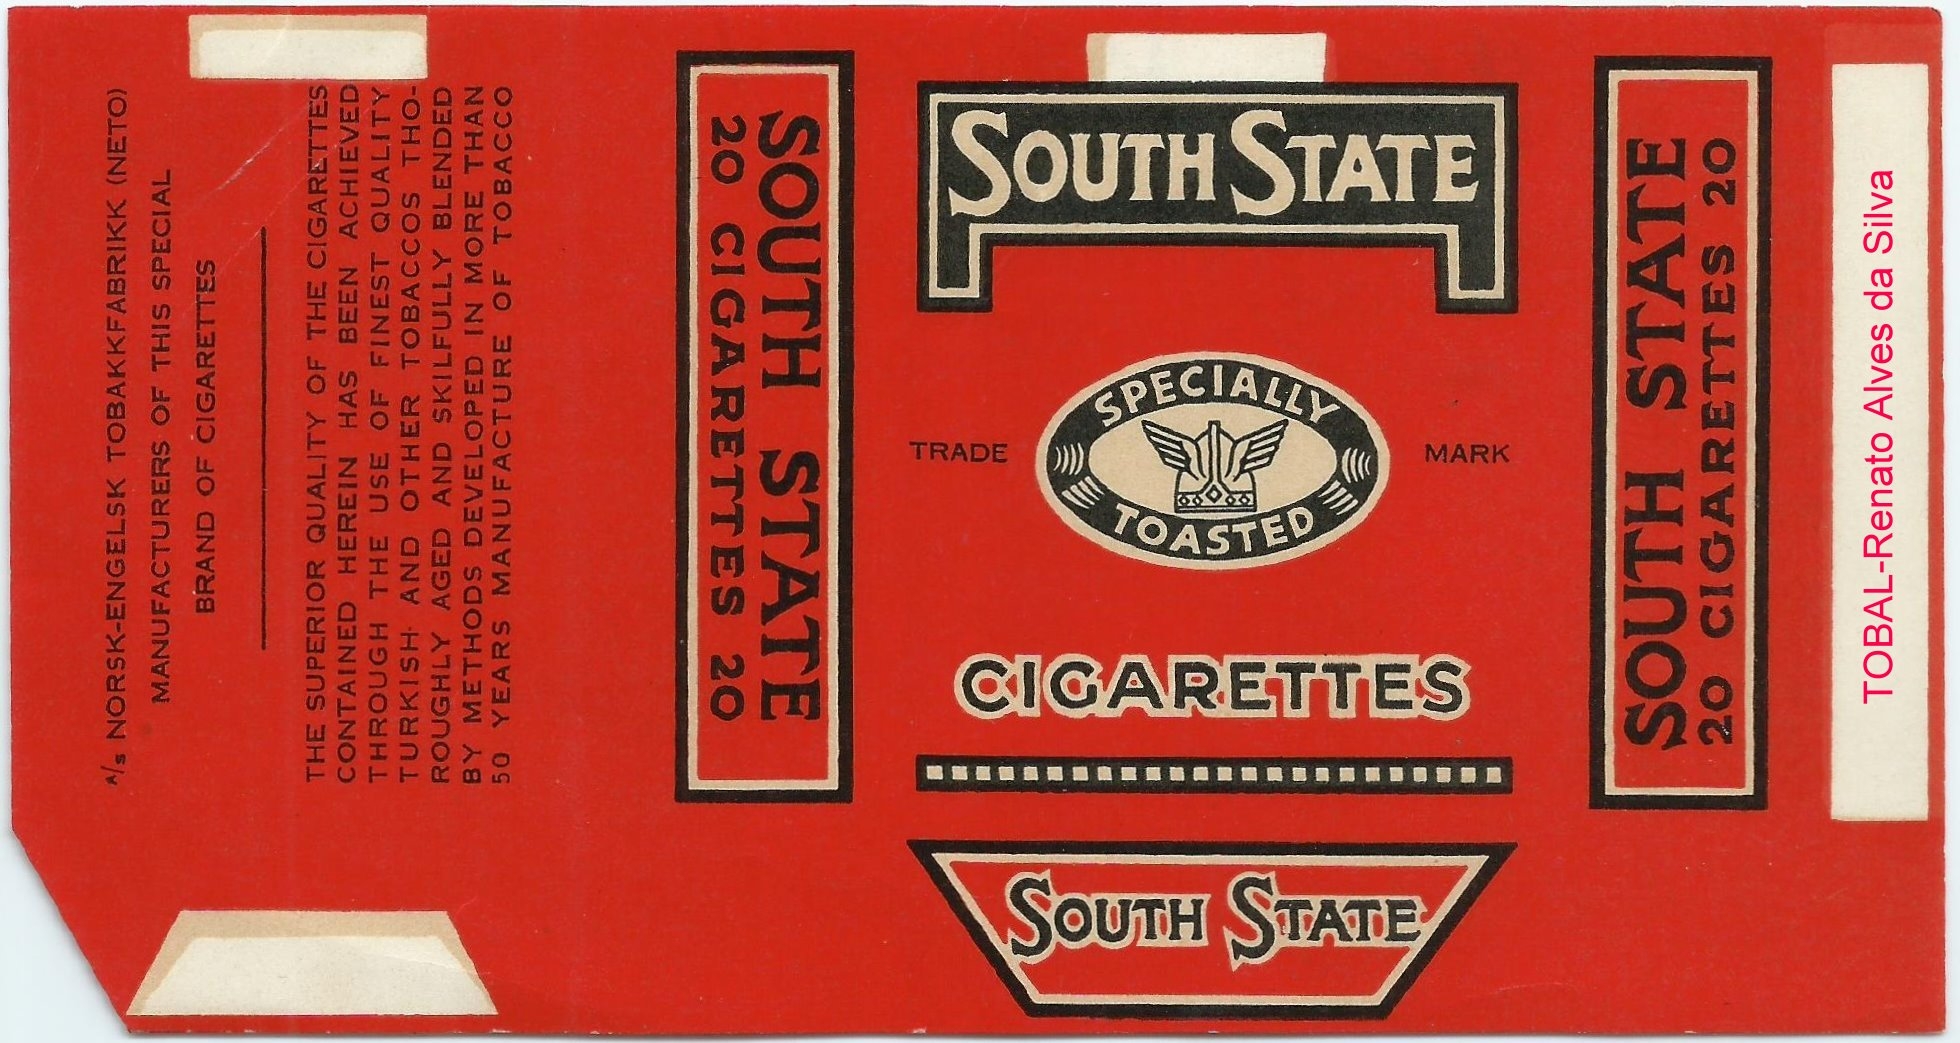 A/s NORSK-ENGELSK TOBAKKFABRIKK (NETO)
MANUFACTURERS OF THIS SPECIAL
BRAND OF CIGARETTES
THE SUPERIOR QUALITY OF THE CIGARETTES
CONTAINED HEREIN HAS BEEN ACHIEVED
THROUGH THE USE OF FINEST QUALITY
TURKISH AND OTHER TOBACCOS THO-
ROUGHLY AGED AND SKILFULLY BLENDED
BY METHODS DEVELOPED IN MORE THAN
50 YEARS MANUFACTURE OF TOBACCO
SOUTH STATE
20 CIGARETTES 20
SOUTH STATE
SPECIALLY
TRADE MARK
TOASTED
CIGARETTES
SOUTH STATE
SOUTH STATE
20 CIGARETTES 20
TOBAL-Renato Alves da Silva